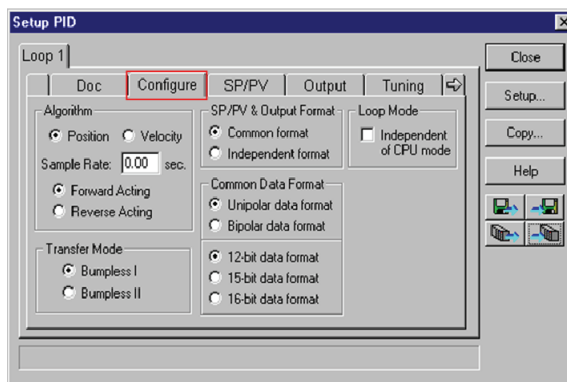 Setup PID
Loop 1
Doc
Configure
SP/PV
Output
Tuning
Algorithm
Position
Velocity
Sample Rate: 0.00 sec.
Forward Acting
Reverse Acting
Transfer Mode
Bumpless I
Bumpless II
SP/PV & Output Format
Common format
Independent format
Common Data Format
Unipolar data format
Bipolar data format
12-bit data format
15-bit data format
16-bit data format
Loop Mode
Independent
of CPU mode
Close
Setup...
Copy...
Help